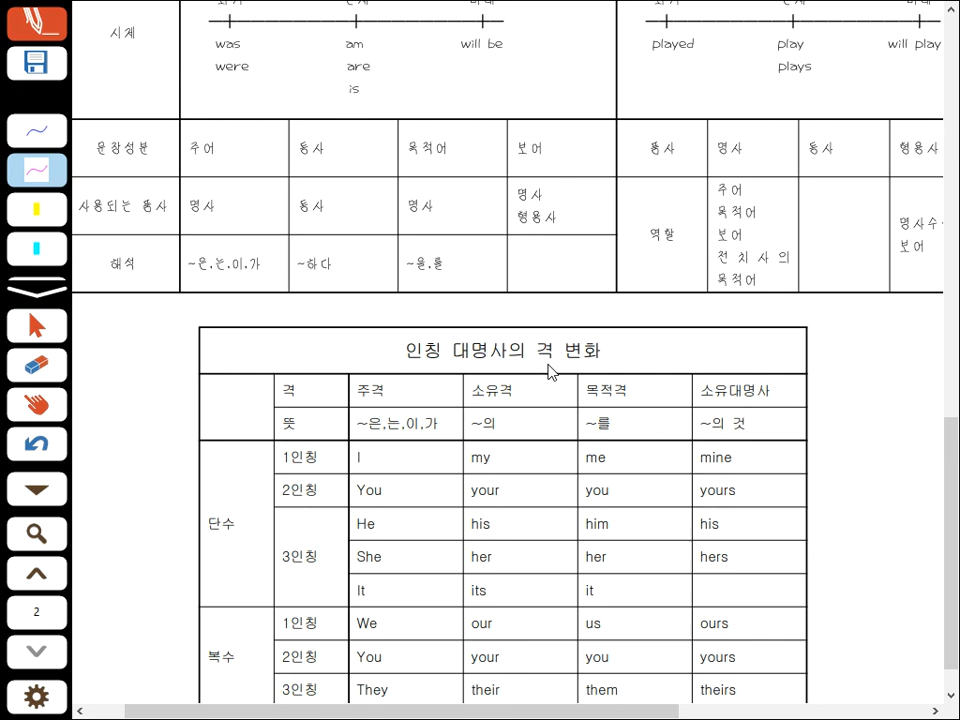 시제
was
were
am
are
is
will be
played
play
plays
will play
문장성분 주어 동사 목적어 보어 품사 명사 동사 형용사
사용되는 품사 명사 동사 명사 명사
형용사
역할 주어
목적어
보어
전치사의
목적어
명사수
보어
해석 ~은.는.이.가 ~하다 ~을.를
인칭 대명사의 격 변화
격 주격 소유격 목적격 소유대명사
뜻 ~은,는,이,가 ~의 ~를 ~의 것
단수 1인칭 I my me mine
2인칭 You your you yours
3인칭 He his him his
She her her hers
It its it
복수 1인칭 We our us ours
2인칭 You your you yours
3인칭 They their them theirs
2